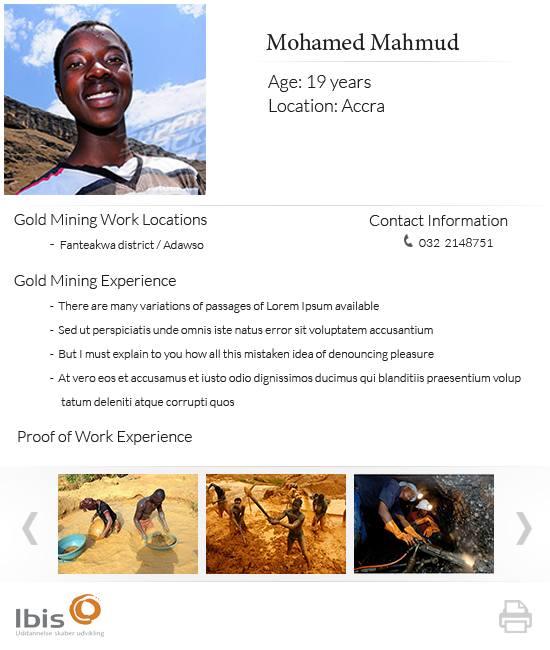 Mohamed Mahmud
Age: 19 years
Location: Accra
Gold Mining Work Locations
- Fanteakwa district / Adawso
Contact Information
032 2148751
Gold Mining Experience
- There are many variations of passages of Lorem Ipsum available
- Sed ut perspiciatis unde omnis iste natus error sit voluptatem accusantium
- But I must explain to you how all this mistaken idea of denouncing pleasure
- At vero eos et accusamus et iusto odio dignissimos ducimus qui blanditiis praesentium volup
tatum deleniti atque corrupti quos
Proof of Work Experience
Ibis
Uddannelse skaber udvikling